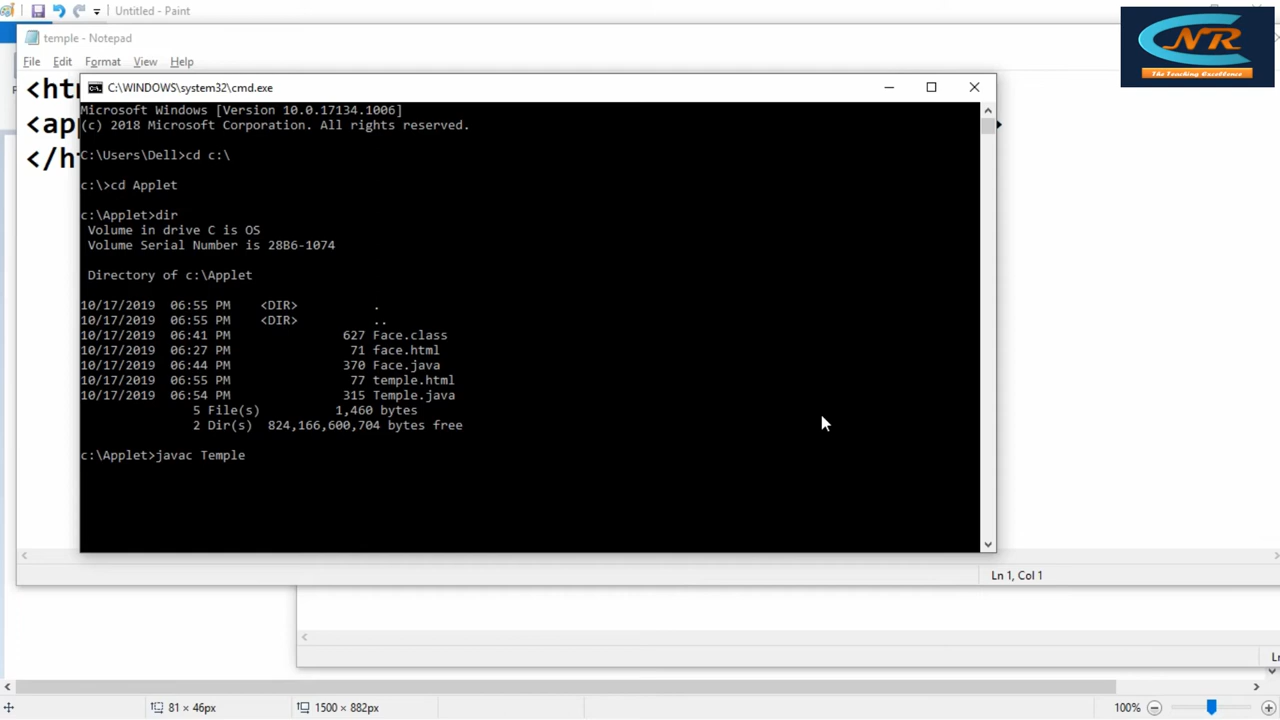 Untitled - Paint
temple - Notepad
File Edit Format View Help
<htm
<app
</ht
C:\WINDOWS\system32\cmd.exe
Microsoft Windows [Version 10.0.17134.1006]
(c) 2018 Microsoft Corporation. All rights reserved.
C:\Users\Dell>cd c:\
c:\>cd Applet
c:\Applet>dir
Volume in drive C is OS
Volume Serial Number is 28B6-1074
Directory of c:\Applet
10/17/2019 06:55 PM <DIR> .
10/17/2019 06:55 PM <DIR> ..
10/17/2019 06:41 PM 627 Face.class
10/17/2019 06:27 PM 71 face.html
10/17/2019 06:44 PM 370 Face.java
10/17/2019 06:55 PM 77 temple.html
10/17/2019 06:54 PM 315 Temple.java
5 File(s) 1,460 bytes
2 Dir(s) 824,166,600,704 bytes free
c:\Applet>javac Temple
NR
The Teaching Excellence
Ln 1, Col 1
Ln
81 × 46px
1500 × 882px
100%